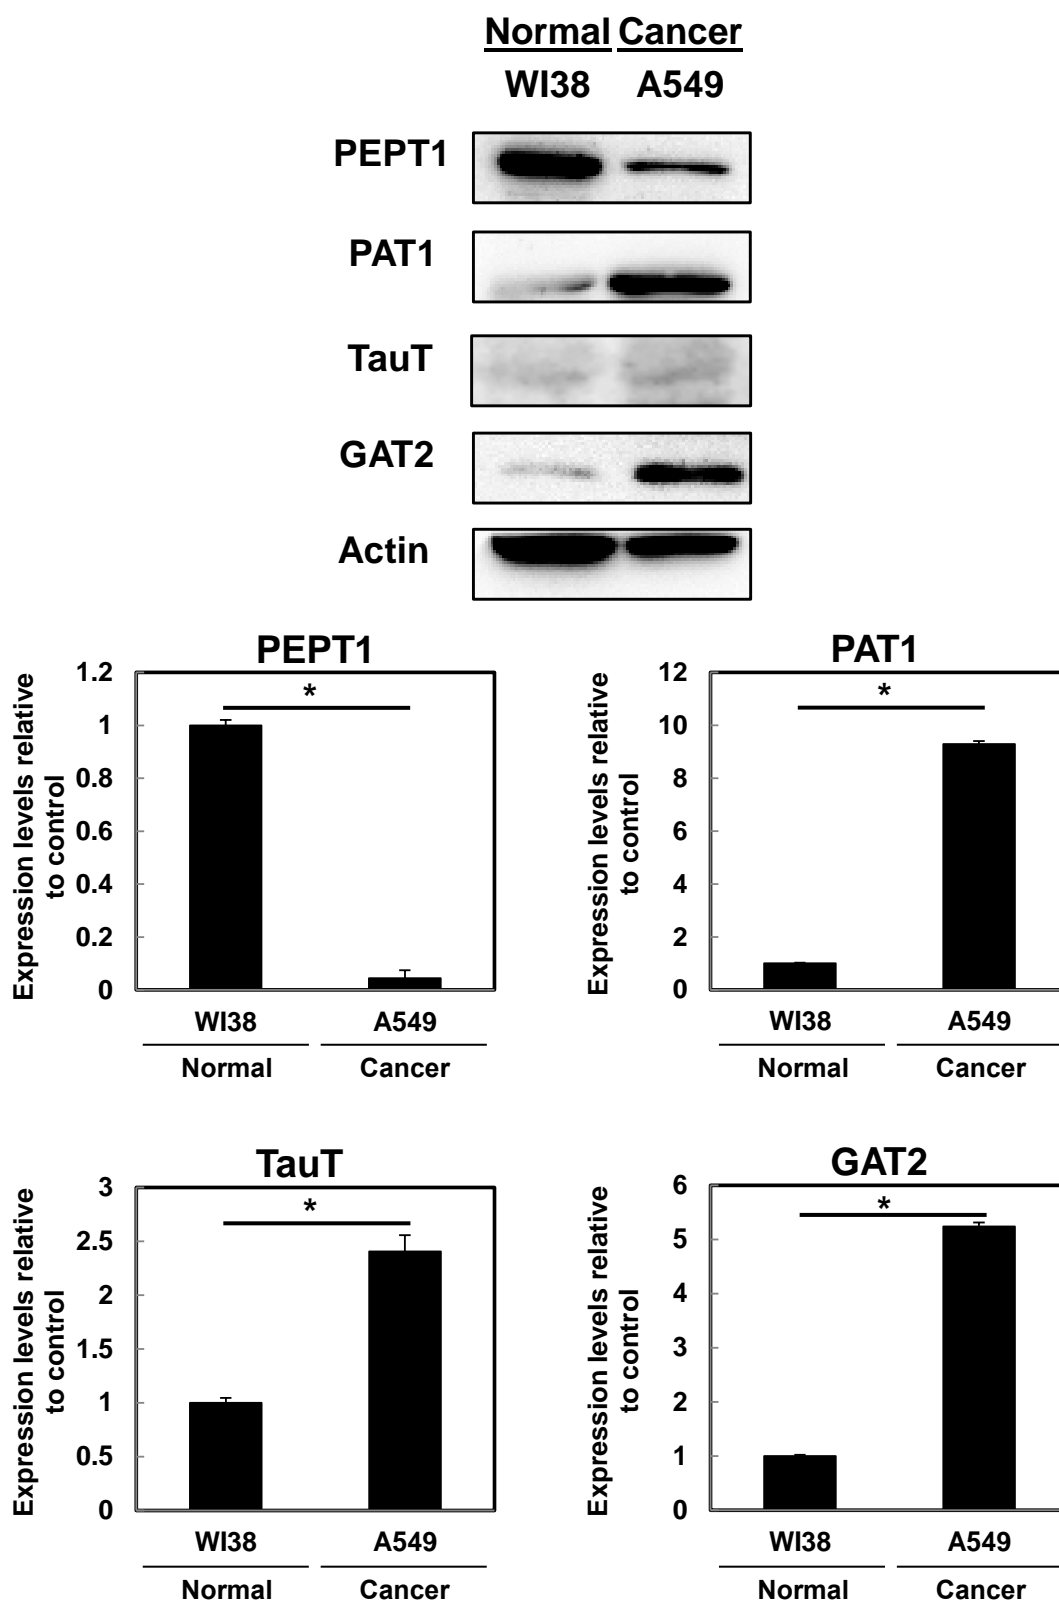 Normal Cancer
WI38 A549
PEPT1
PAT1
TauT
GAT2
Actin
PEPT1
Expression levels relative
to control
1.2
1
0.8
0.6
0.4
0.2
0
*
WI38 A549
Normal Cancer
PAT1
Expression levels relative
to control
12
10
8
6
4
2
0
*
WI38 A549
Normal Cancer
TauT
Expression levels relative
to control
3
2.5
2
1.5
1
0.5
0
*
WI38 A549
Normal Cancer
GAT2
Expression levels relative
to control
6
5
4
3
2
1
0
*
WI38 A549
Normal Cancer